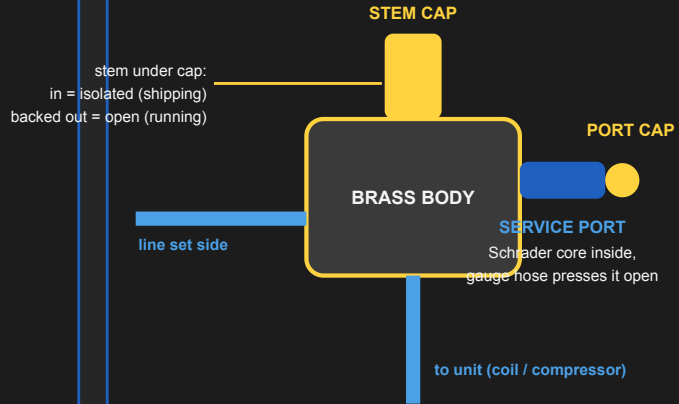 STEM CAP
stem under cap:
in = isolated (shipping)
backed out = open (running)
PORT CAP
BRASS BODY
SERVICE PORT
line set side
Schrader core inside,
gauge hose presses it open
to unit (coil / compressor)